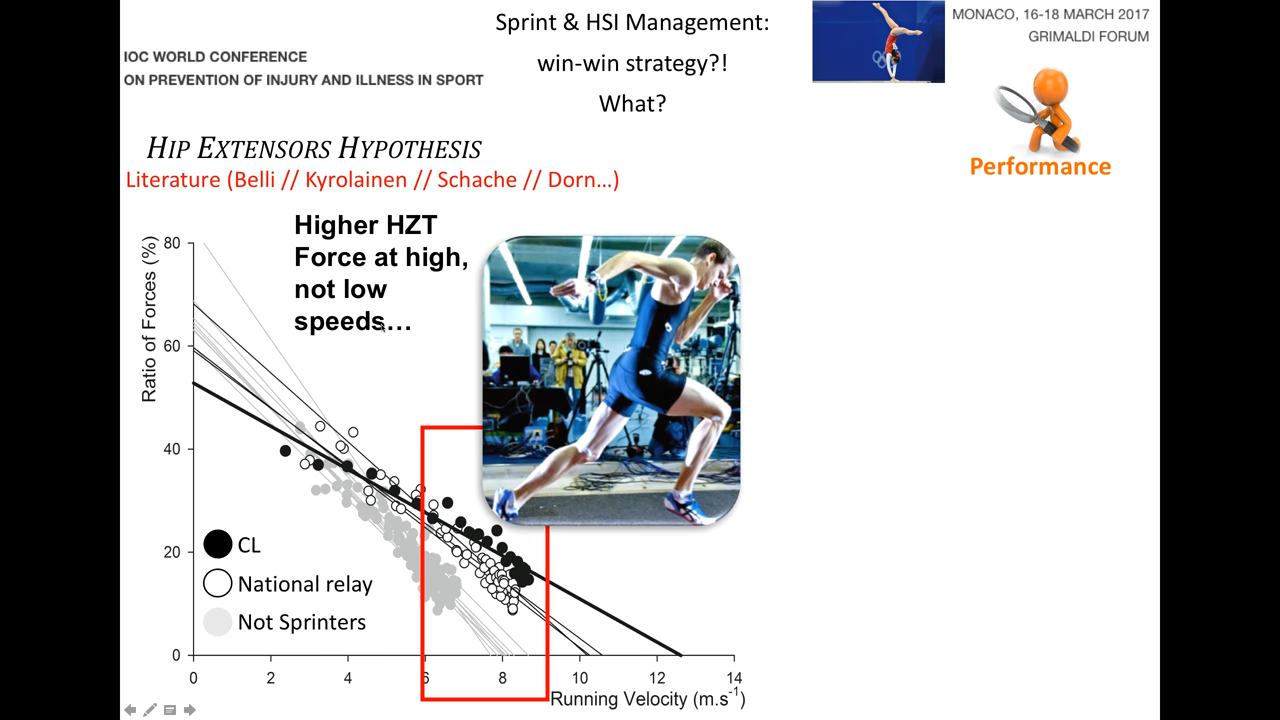 Sprint & HSI Management:
win-win strategy?!
What?
IOC WORLD CONFERENCE
ON PREVENTION OF INJURY AND ILLNESS IN SPORT
MONACO, 16-18 MARCH 2017
GRIMALDI FORUM
Performance
HIP EXTENSORS HYPOTHESIS
Literature (Belli // Kyrolainen // Schache // Dorn...)
Higher HZT
Force at high,
not low
speeds...
Ratio of Forces (%)
80
60
40
20
0
CL
National relay
Not Sprinters
0 2 4 6 8 10 12 14
Running Velocity (m.s-1)